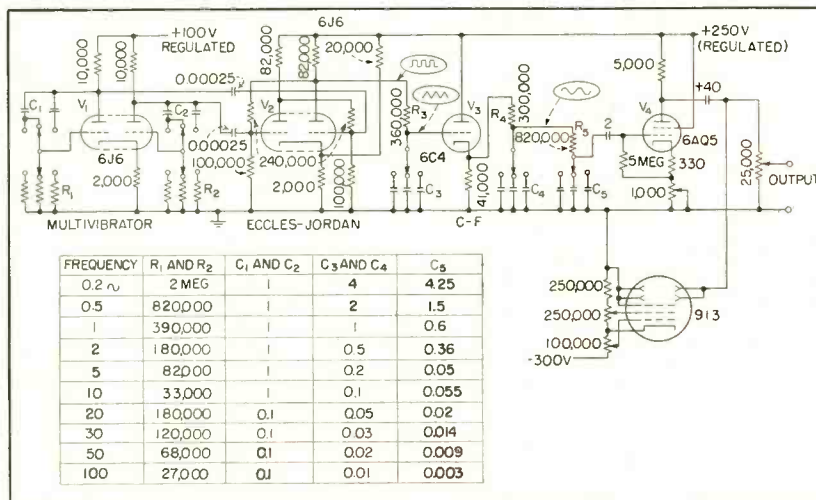 6J6
+100V
REGULATED
+250V
(REGULATED)
10,000
10,000
0.00025
82,000
82,000
20,000
5,000
+40
C1
V1
C2
V2
R3
360,000
V3
R4
300,000
R5
820,000
2
V4
6AQ5
6J6
0.00025
100,000
240,000
6C4
5 MEG
330
25,000
OUTPUT
2,000
2,000
100,000
41,000
1,000
R1
R2
C3
C4
C5
MULTIVIBRATOR
ECCLES-JORDAN
C-F
FREQUENCY R1 AND R2 C1 AND C2 C3 AND C4 C5
0.2 ~ 2 MEG 1 4 4.25
0.5 820,000 1 2 1.5
1 390,000 1 1 0.6
2 180,000 1 0.5 0.36
5 82,000 1 0.2 0.05
10 33,000 1 0.1 0.055
20 180,000 0.1 0.05 0.02
30 120,000 0.1 0.03 0.014
50 68,000 0.1 0.02 0.009
100 27,000 0.1 0.01 0.003
250,000
250,000
100,000
-300V
913